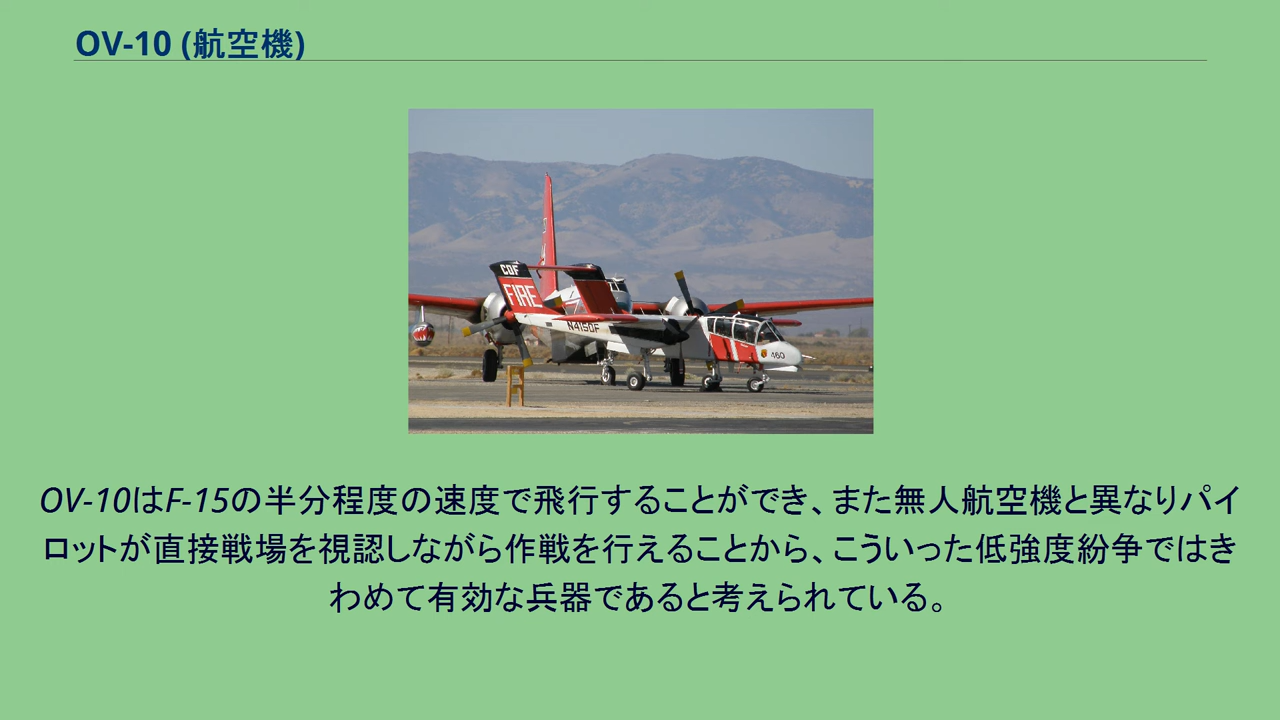 OV-10 (航空機)
CDF
FIRE
N419DF
460
OV-10はF-15の半分程度の速度で飛行することができ、また無人航空機と異なりパイ
ロットが直接戦場を視認しながら作戦を行えることから、こういった低強度紛争ではき
わめて有効な兵器であると考えられている。